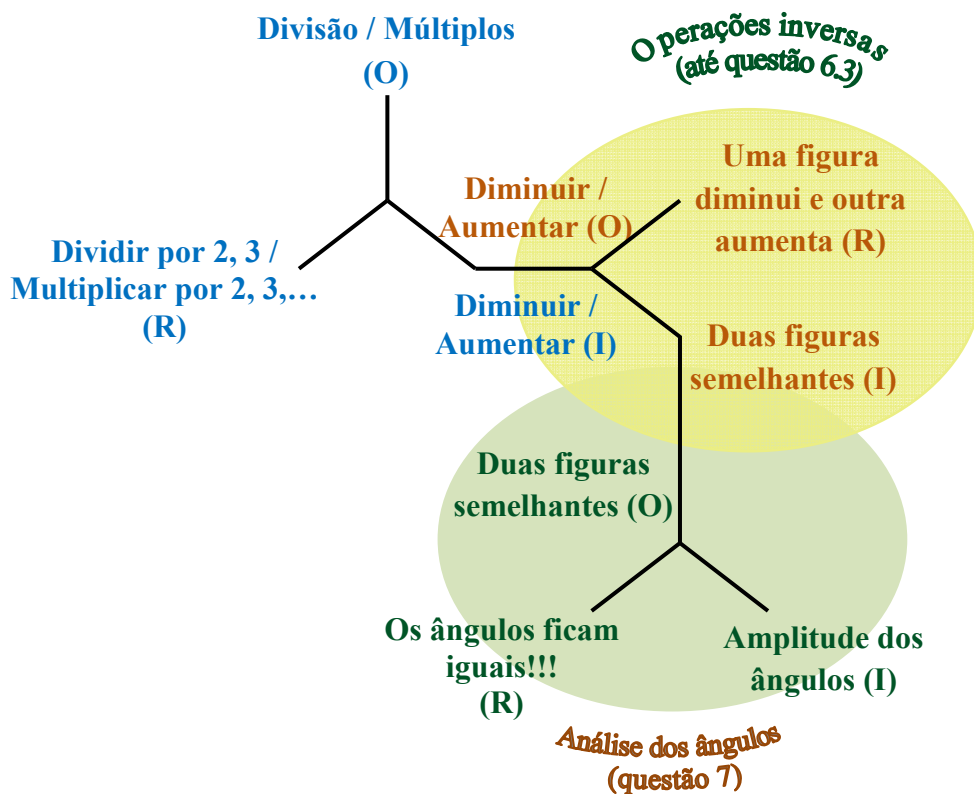 Divisão / Múltiplos
(O)
Operações inversas
(até questão 6.3)
Uma figura
diminui e outra
aumenta (R)
Diminuir /
Aumentar (O)
Dividir por 2, 3 /
Multiplicar por 2, 3,…
(R)
Diminuir /
Aumentar (I)
Duas figuras
semelhantes (I)
Duas figuras
semelhantes (O)
Os ângulos ficam
iguais!!!
(R)
Amplitude dos
ângulos (I)
Análise dos ângulos
(questão 7)